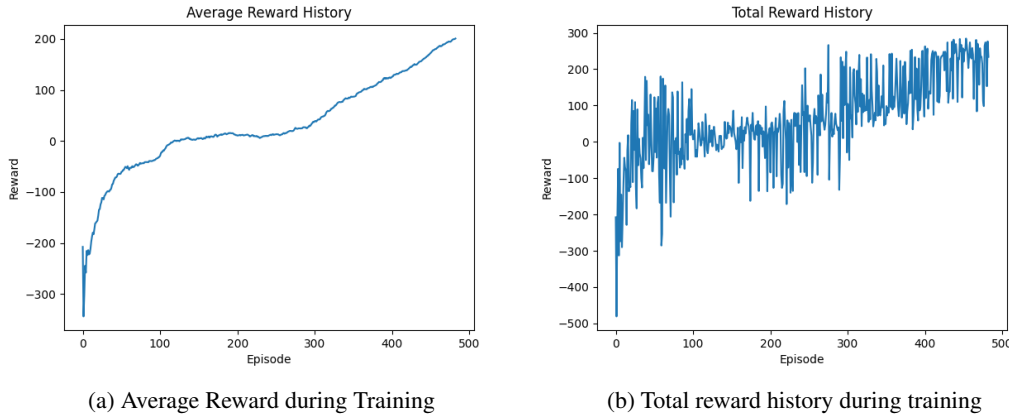 Average Reward History
Reward
200
100
0
−100
−200
−300
0 100 200 300 400 500
Episode
(a) Average Reward during Training
Total Reward History
Reward
300
200
100
0
−100
−200
−300
−400
−500
0 100 200 300 400 500
Episode
(b) Total reward history during training